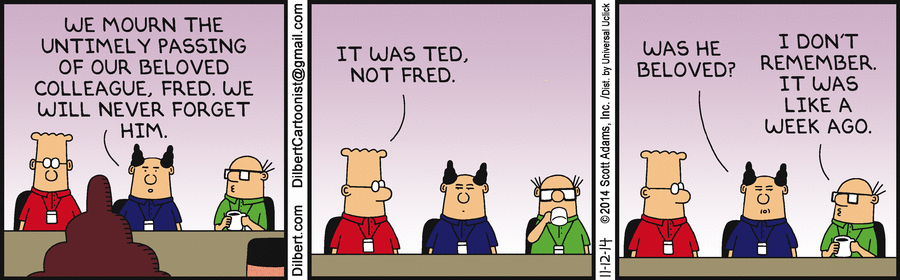 WE MOURN THE
UNTIMELY PASSING
OF OUR BELOVED
COLLEAGUE, FRED. WE
WILL NEVER FORGET
HIM.
Dilbert.com DilbertCartoonist@gmail.com
IT WAS TED,
NOT FRED.
11-12-14 ©2014 Scott Adams, Inc. /Dist. by Universal Uclick
WAS HE
BELOVED?
I DON'T
REMEMBER.
IT WAS
LIKE A
WEEK AGO.